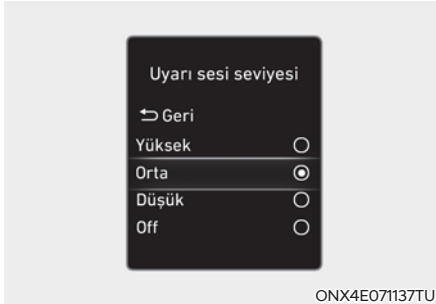 Uyarı sesi seviyesi
Geri
Yüksek
Orta
Düşük
Off
ONX4E071137TU